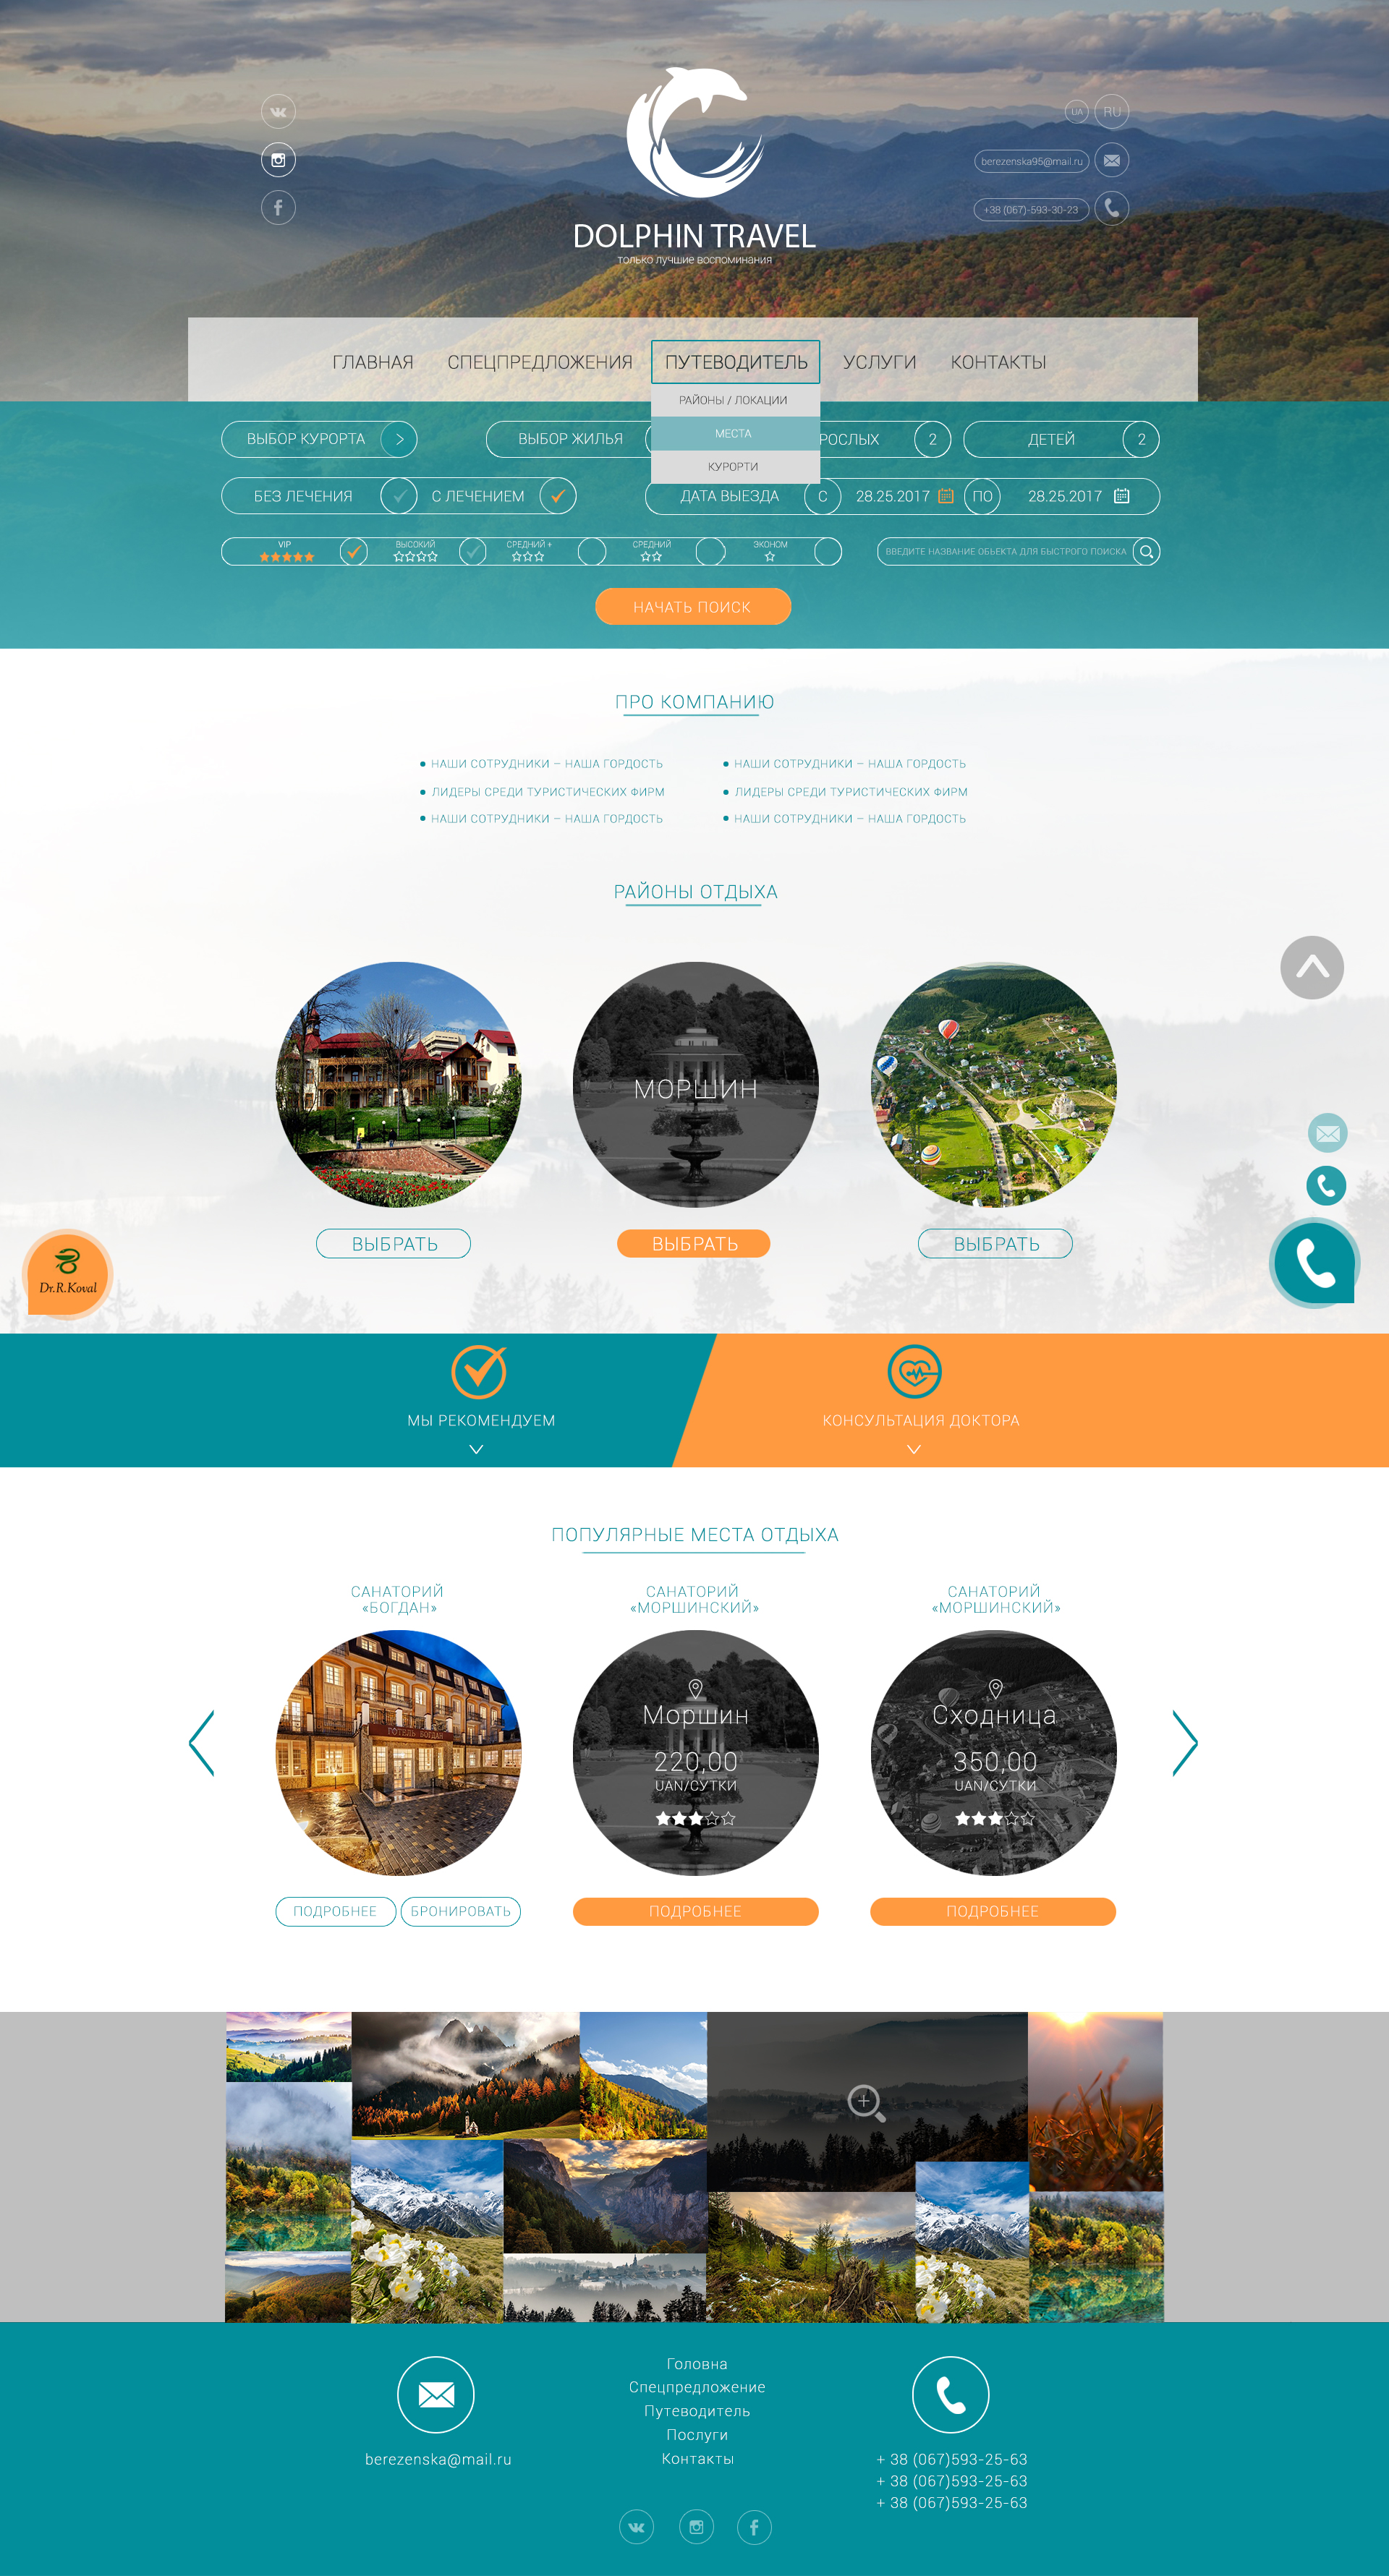 UA
RU
berezenska95@mail.ru
+38 (067)-593-30-23
DOLPHIN TRAVEL
только лучшие воспоминания
ГЛАВНАЯ
СПЕЦПРЕДЛОЖЕНИЯ
ПУТЕВОДИТЕЛЬ
УСЛУГИ
КОНТАКТЫ
РАЙОНЫ / ЛОКАЦИИ
МЕСТА
КУРОРТИ
ВЫБОР КУРОРТА
ВЫБОР ЖИЛЬЯ
РОСЛЫХ
2
ДЕТЕЙ
2
БЕЗ ЛЕЧЕНИЯ
С ЛЕЧЕНИЕМ
ДАТА ВЫЕЗДА
С
28.25.2017
ПО
28.25.2017
VIP
ВЫСОКИЙ
СРЕДНИЙ +
СРЕДНИЙ
ЭКОНОМ
ВВЕДИТЕ НАЗВАНИЕ ОБЬЕКТА ДЛЯ БЫСТРОГО ПОИСКА
НАЧАТЬ ПОИСК
ПРО КОМПАНИЮ
НАШИ СОТРУДНИКИ – НАША ГОРДОСТЬ
ЛИДЕРЫ СРЕДИ ТУРИСТИЧЕСКИХ ФИРМ
НАШИ СОТРУДНИКИ – НАША ГОРДОСТЬ
НАШИ СОТРУДНИКИ – НАША ГОРДОСТЬ
ЛИДЕРЫ СРЕДИ ТУРИСТИЧЕСКИХ ФИРМ
НАШИ СОТРУДНИКИ – НАША ГОРДОСТЬ
РАЙОНЫ ОТДЫХА
МОРШИН
ВЫБРАТЬ
ВЫБРАТЬ
ВЫБРАТЬ
Dr.R.Koval
МЫ РЕКОМЕНДУЕМ
КОНСУЛЬТАЦИЯ ДОКТОРА
ПОПУЛЯРНЫЕ МЕСТА ОТДЫХА
САНАТОРИЙ
«БОГДАН»
ГОТЕЛЬ БОГДАН
ПОДРОБНЕЕ
БРОНИРОВАТЬ
САНАТОРИЙ
«МОРШИНСКИЙ»
Моршин
220,00
UAN/СУТКИ
ПОДРОБНЕЕ
САНАТОРИЙ
«МОРШИНСКИЙ»
Сходница
350,00
UAN/СУТКИ
ПОДРОБНЕЕ
berezenska@mail.ru
Головна
Спецпредложение
Путеводитель
Послуги
Контакты
+ 38 (067)593-25-63
+ 38 (067)593-25-63
+ 38 (067)593-25-63